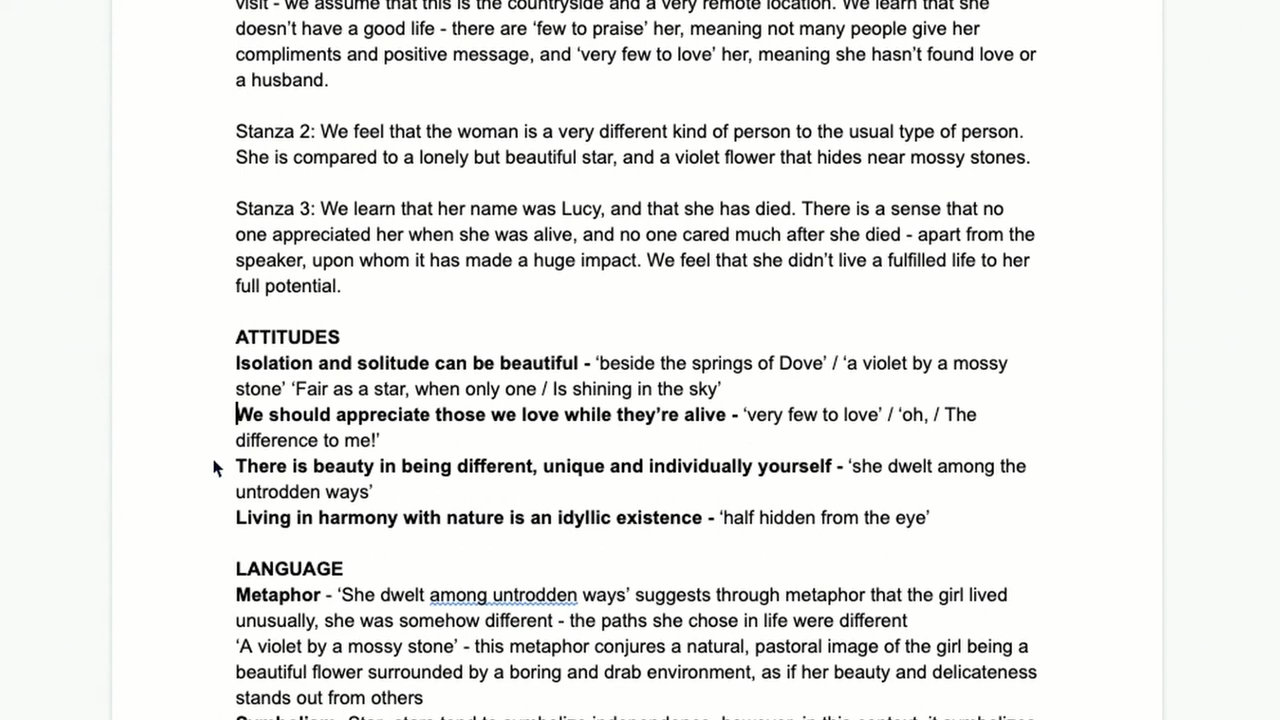 visit - we assume that this is the countryside and a very remote location. We learn that she
doesn’t have a good life - there are ‘few to praise’ her, meaning not many people give her
compliments and positive message, and ‘very few to love’ her, meaning she hasn’t found love or
a husband.
Stanza 2: We feel that the woman is a very different kind of person to the usual type of person.
She is compared to a lonely but beautiful star, and a violet flower that hides near mossy stones.
Stanza 3: We learn that her name was Lucy, and that she has died. There is a sense that no
one appreciated her when she was alive, and no one cared much after she died - apart from the
speaker, upon whom it has made a huge impact. We feel that she didn’t live a fulfilled life to her
full potential.
ATTITUDES
Isolation and solitude can be beautiful - ‘beside the springs of Dove’ / ‘a violet by a mossy
stone’ ‘Fair as a star, when only one / Is shining in the sky’
We should appreciate those we love while they’re alive - ‘very few to love’ / ‘oh, / The
difference to me!’
There is beauty in being different, unique and individually yourself - ‘she dwelt among the
untrodden ways’
Living in harmony with nature is an idyllic existence - ‘half hidden from the eye’
LANGUAGE
Metaphor - ‘She dwelt among untrodden ways’ suggests through metaphor that the girl lived
unusually, she was somehow different - the paths she chose in life were different
‘A violet by a mossy stone’ - this metaphor conjures a natural, pastoral image of the girl being a
beautiful flower surrounded by a boring and drab environment, as if her beauty and delicateness
stands out from others
Symbolism - Star, stars tend to symbolize independence, however, in this context, it symbolizes